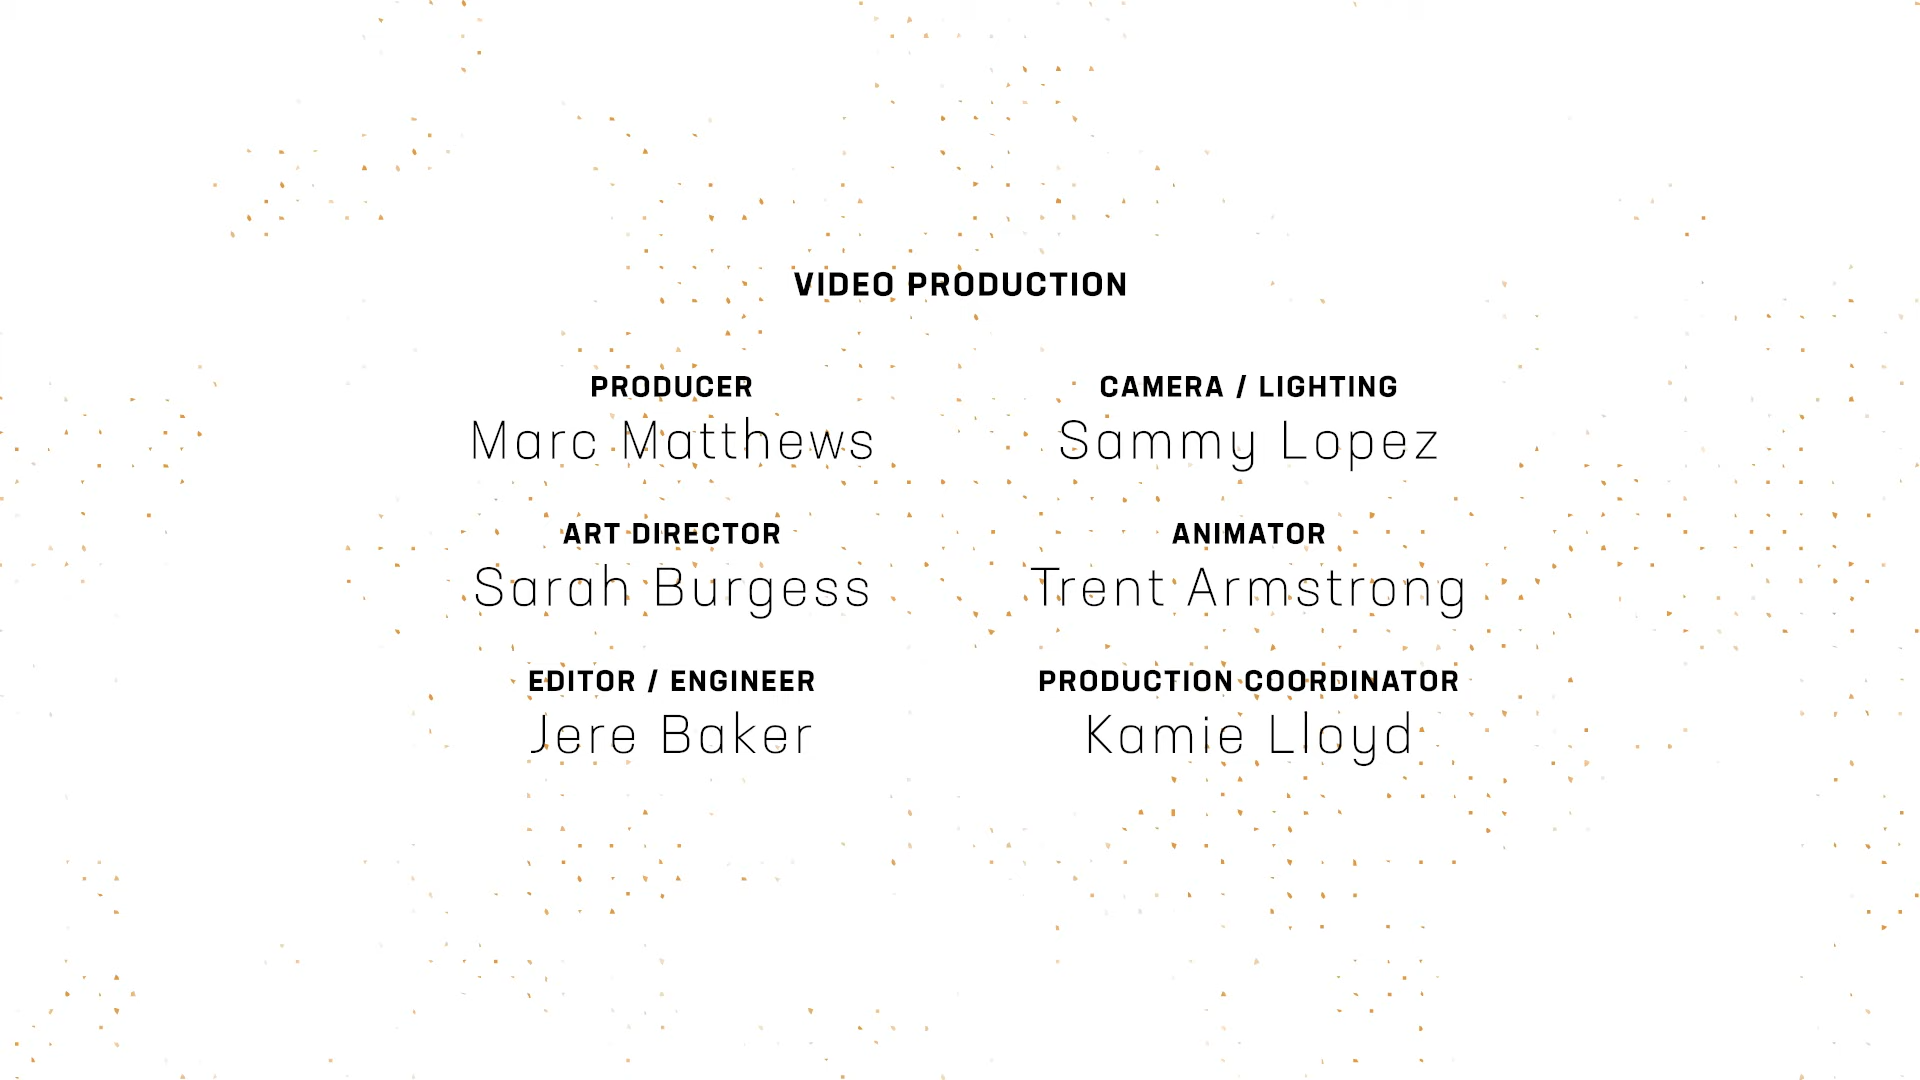 VIDEO PRODUCTION
PRODUCER
Marc Matthews
CAMERA / LIGHTING
Sammy Lopez
ART DIRECTOR
Sarah Burgess
ANIMATOR
Trent Armstrong
EDITOR / ENGINEER
Jere Baker
PRODUCTION COORDINATOR
Kamie Lloyd